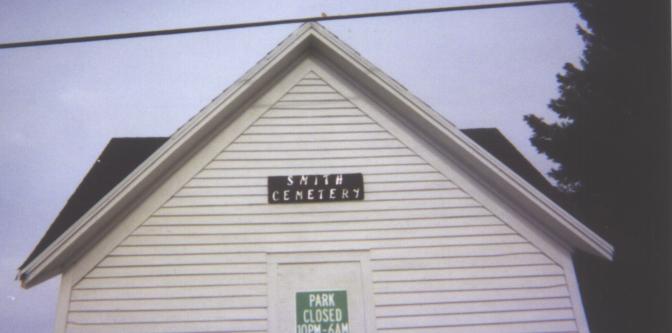 SMITH
CEMETERY
PARK
CLOSED
10PM-6AM